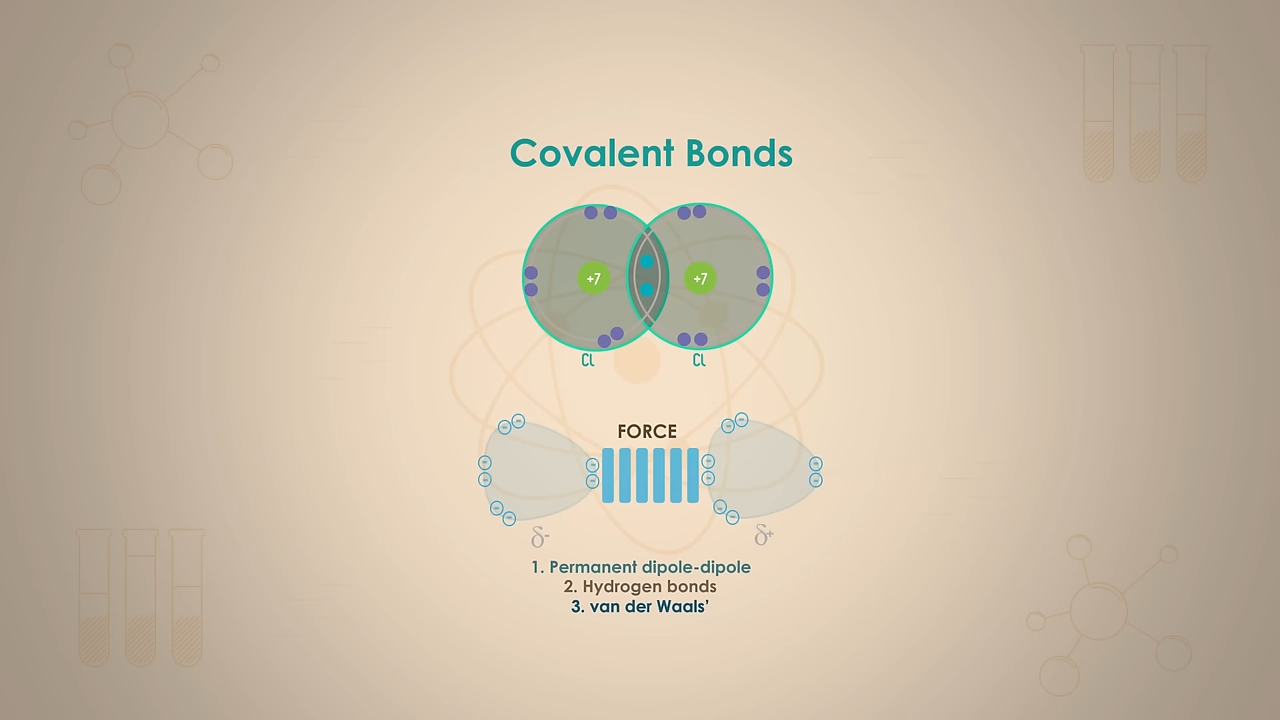 Covalent Bonds
+7 +7
Cl Cl
FORCE
δ- δ+
1. Permanent dipole-dipole
2. Hydrogen bonds
3. van der Waals’